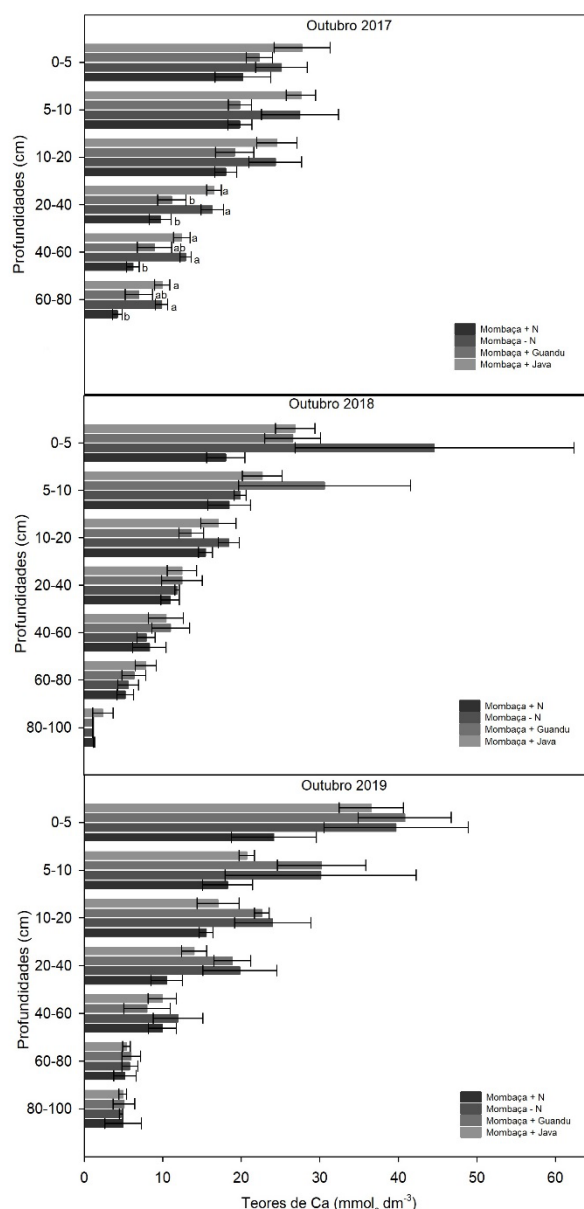 Outubro 2017
Profundidades (cm)
0-5
5-10
10-20
20-40
a
b
a
b
40-60
a
ab
a
b
60-80
a
ab
a
b
Mombaça + N
Mombaça - N
Mombaça + Guandu
Mombaça + Java
Outubro 2018
Profundidades (cm)
0-5
5-10
10-20
20-40
40-60
60-80
80-100
Mombaça + N
Mombaça - N
Mombaça + Guandu
Mombaça + Java
Outubro 2019
Profundidades (cm)
0-5
5-10
10-20
20-40
40-60
60-80
80-100
Mombaça + N
Mombaça - N
Mombaça + Guandu
Mombaça + Java
0 10 20 30 40 50 60
Teores de Ca (mmolc dm-3)